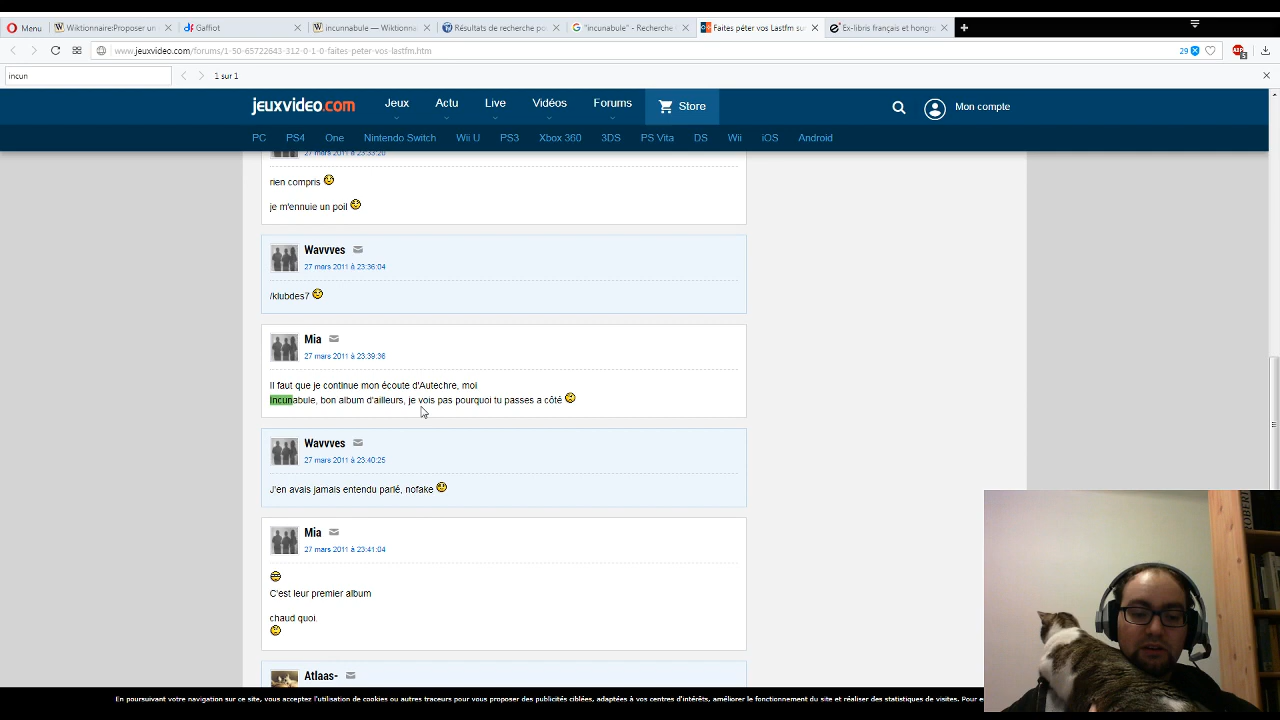 Menu
Wiktionnaire:Proposer un
Gaffiot
incunnabule — Wiktionna
Résultats de recherche po
"incunabule" - Recherche
Faites péter vos Lastfm su
Ex-libris français et hongr
www.jeuxvideo.com/forums/1-50-65722643-312-0-1-0-faites-peter-vos-lastfm.htm
29
incun
1 sur 1
jeuxvideo.com
Jeux
Actu
Live
Vidéos
Forums
Store
Mon compte
PC
PS4
One
Nintendo Switch
Wii U
PS3
Xbox 360
3DS
PS Vita
DS
Wii
iOS
Android
rien compris
je m'ennuie un poil
Wavvves
27 mars 2011 à 23:36:04
/klubdes7
Mia
27 mars 2011 à 23:39:36
Il faut que je continue mon écoute d'Autechre, moi
Incunabule, bon album d'ailleurs, je vois pas pourquoi tu passes a côté
Wavvves
27 mars 2011 à 23:40:25
J'en avais jamais entendu parlé, nofake
Mia
27 mars 2011 à 23:41:04
C'est leur premier album
chaud quoi.
Atlaas-
En poursuivant votre navigation sur ce site, vous acceptez l'utilisation de cookies ou autres traceurs pour vous proposer des publicités ciblées, adaptées à vos centres d'intérêts, améliorer le fonctionnement du site et réaliser des statistiques de visites. Pour e